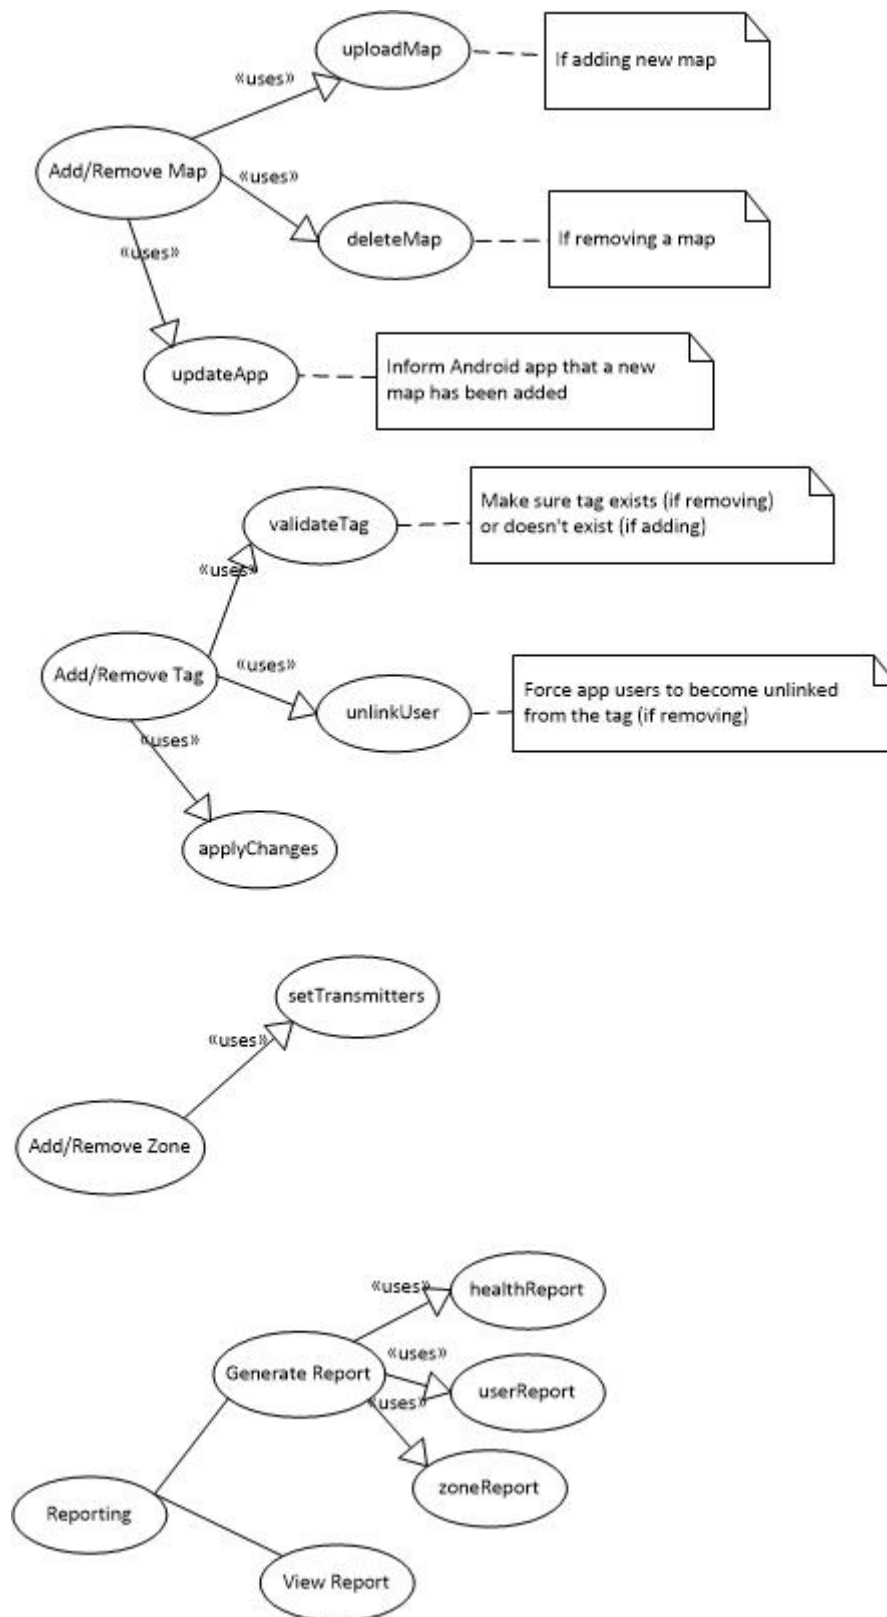 uploadMap
If adding new map
«uses»
Add/Remove Map
«uses»
deleteMap
If removing a map
«uses»
updateApp
Inform Android app that a new
map has been added
validateTag
Make sure tag exists (if removing)
or doesn't exist (if adding)
«uses»
Add/Remove Tag
«uses»
unlinkUser
Force app users to become unlinked
from the tag (if removing)
«uses»
applyChanges
setTransmitters
«uses»
Add/Remove Zone
healthReport
«uses»
Generate Report
«uses»
userReport
«uses»
zoneReport
Reporting
View Report